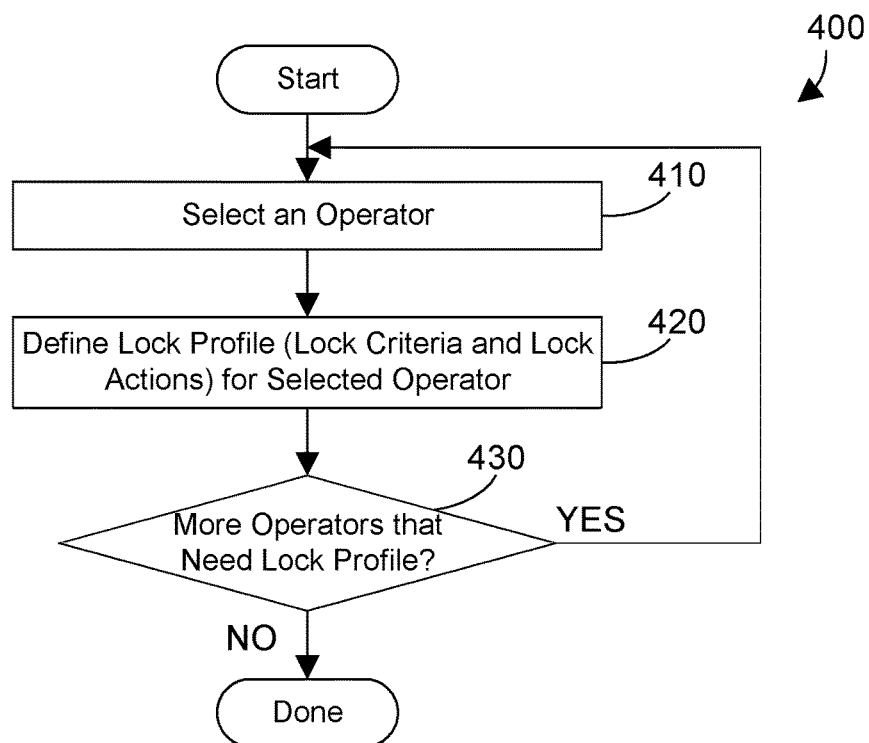 400
Start
410
Select an Operator
420
Define Lock Profile (Lock Criteria and Lock
Actions) for Selected Operator
430
More Operators that
Need Lock Profile?
YES
NO
Done